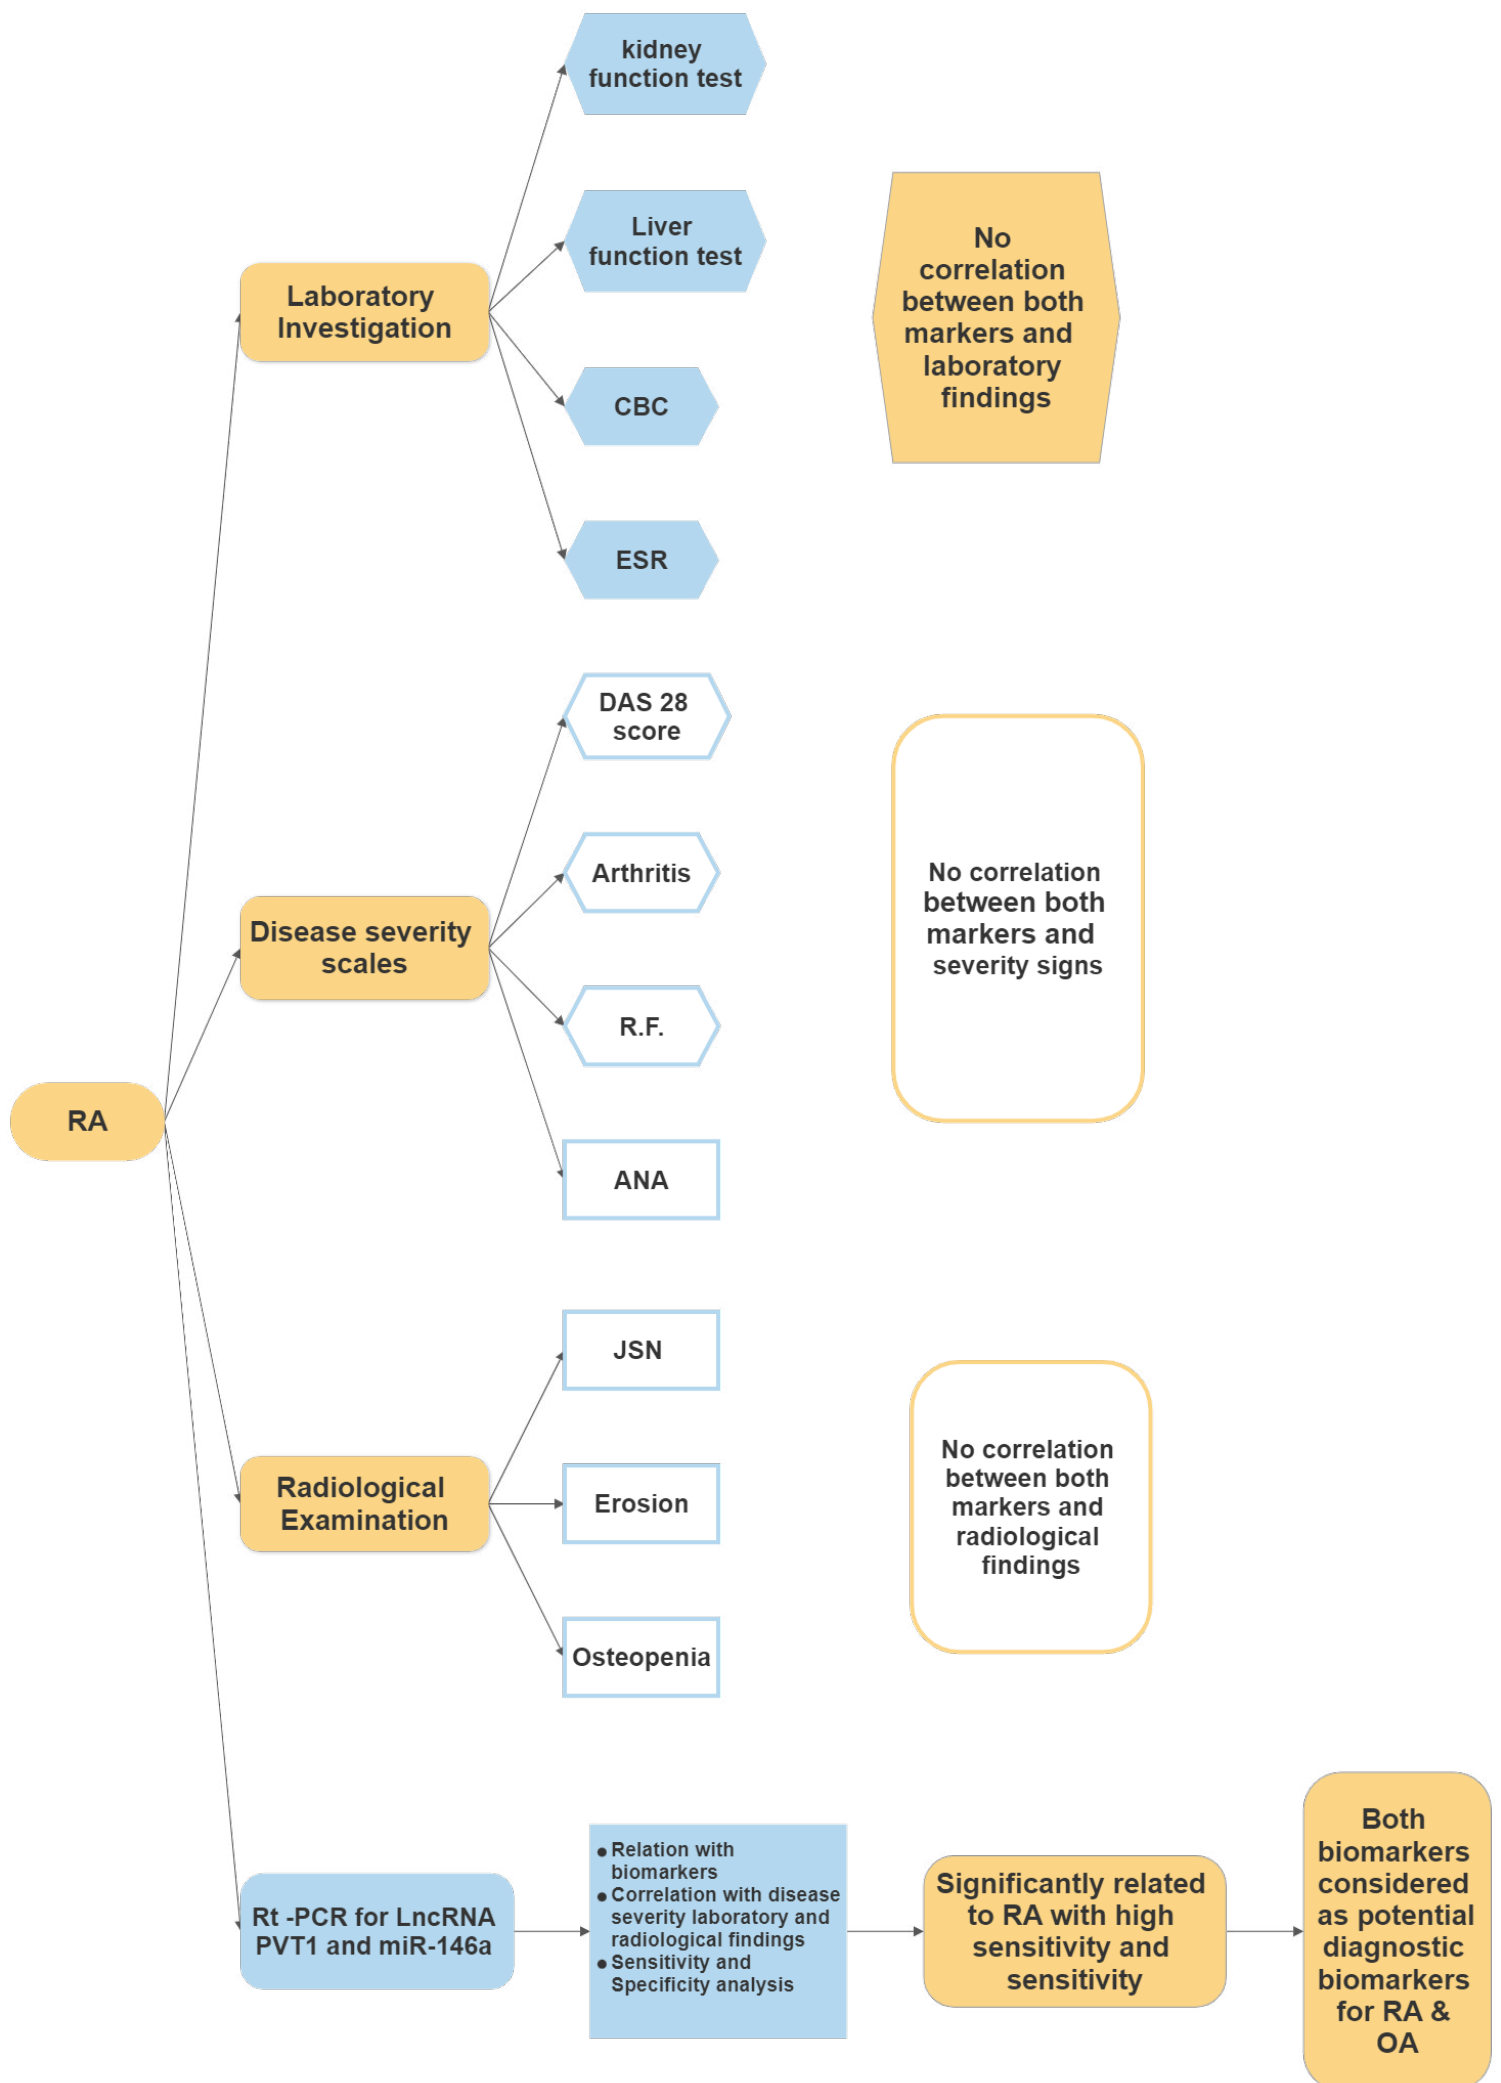 kidney
function test
Liver
function test
CBC
ESR
Laboratory
Investigation
No
correlation
between both
markers and
laboratory
findings
DAS 28
score
Arthritis
R.F.
ANA
Disease severity
scales
No correlation
between both
markers and
severity signs
RA
JSN
Erosion
Osteopenia
Radiological
Examination
No correlation
between both
markers and
radiological
findings
Rt -PCR for LncRNA
PVT1 and miR-146a
● Relation with
biomarkers
● Correlation with disease
severity laboratory and
radiological findings
● Sensitivity and
Specificity analysis
Significantly related
to RA with high
sensitivity and
sensitivity
Both
biomarkers
considered
as potential
diagnostic
biomarkers
for RA &
OA